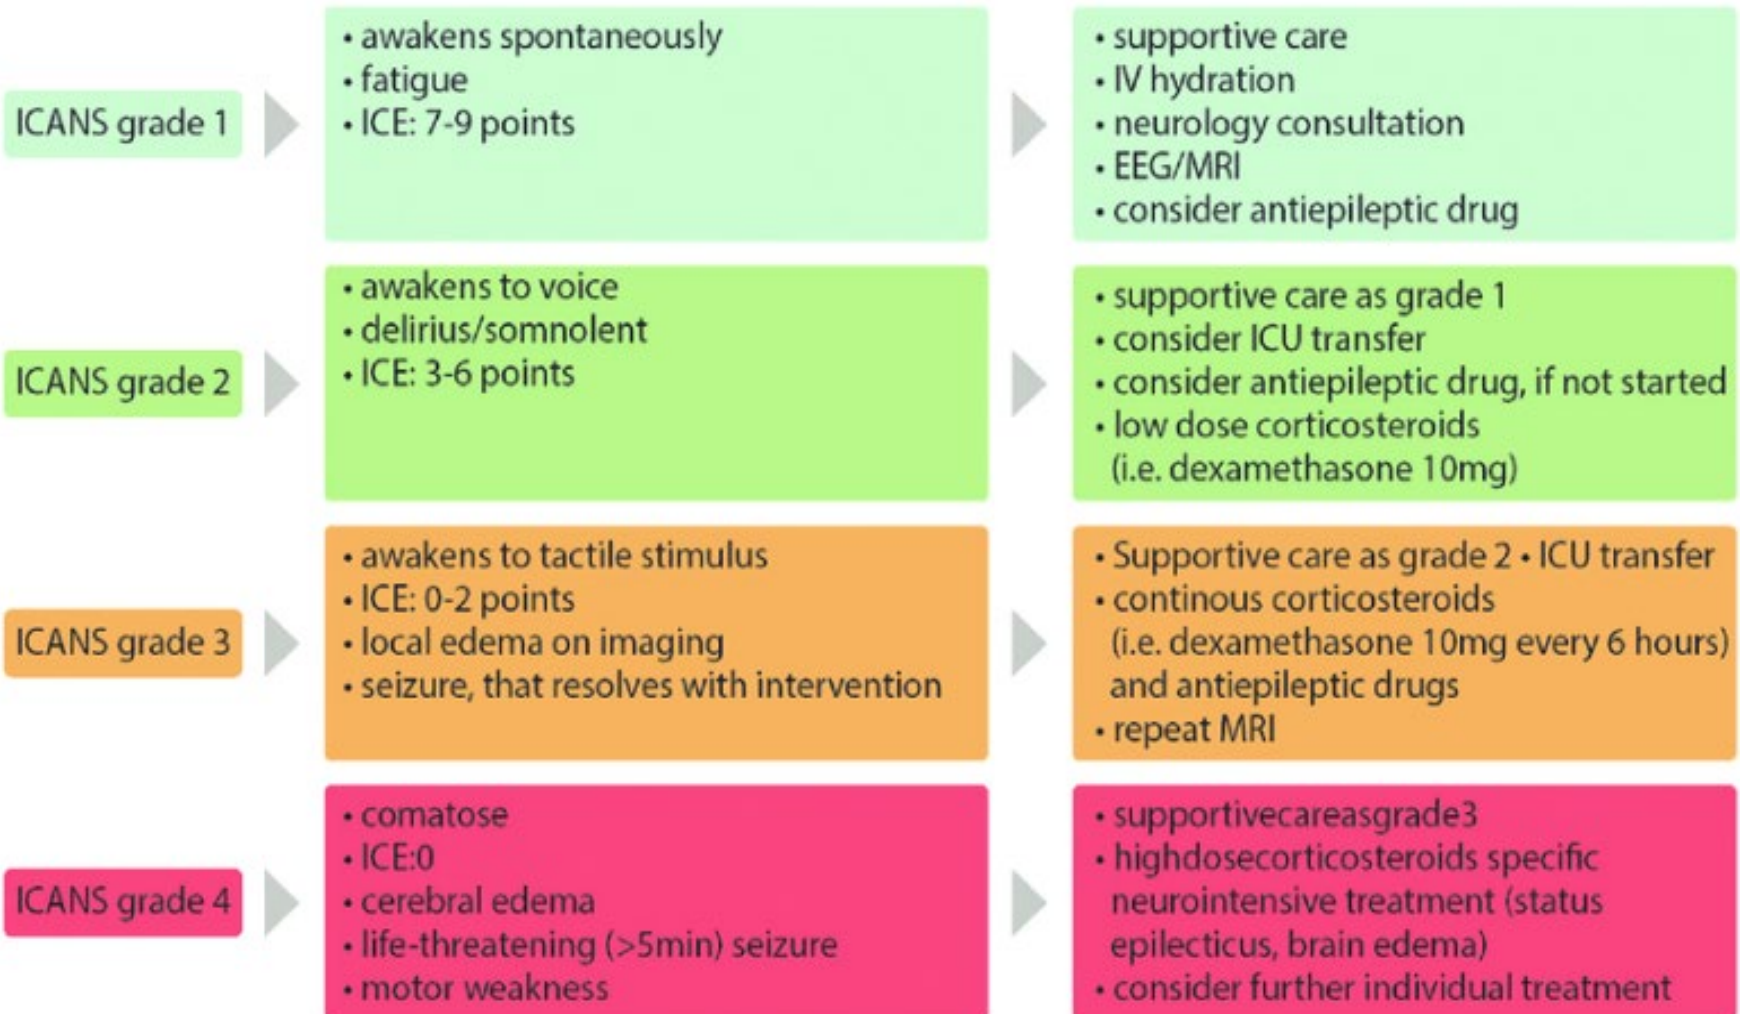 ICANS grade 1
• awakens spontaneously
• fatigue
• ICE: 7-9 points
• supportive care
• IV hydration
• neurology consultation
• EEG/MRI
• consider antiepileptic drug
ICANS grade 2
• awakens to voice
• delirius/somnolent
• ICE: 3-6 points
• supportive care as grade 1
• consider ICU transfer
• consider antiepileptic drug, if not started
• low dose corticosteroids
(i.e. dexamethasone 10mg)
ICANS grade 3
• awakens to tactile stimulus
• ICE: 0-2 points
• local edema on imaging
• seizure, that resolves with intervention
• Supportive care as grade 2 • ICU transfer
• continous corticosteroids
(i.e. dexamethasone 10mg every 6 hours)
and antiepileptic drugs
• repeat MRI
ICANS grade 4
• comatose
• ICE:0
• cerebral edema
• life-threatening (>5min) seizure
• motor weakness
• supportivecareasgrade3
• highdosecorticosteroids specific
neurointensive treatment (status
epilecticus, brain edema)
• consider further individual treatment